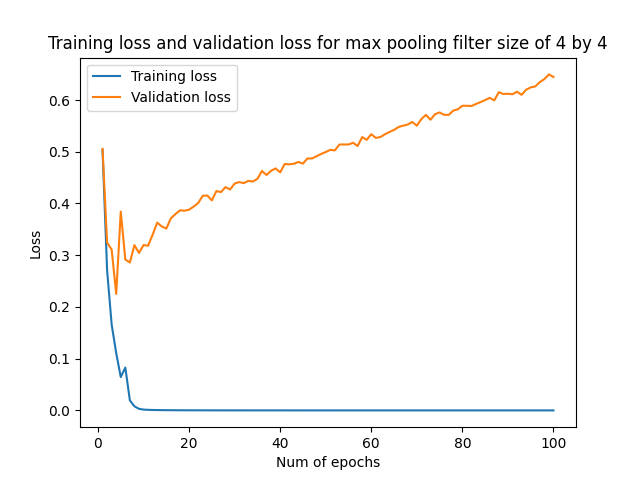 Training loss and validation loss for max pooling filter size of 4 by 4
Training loss
Validation loss
Loss
0.6
0.5
0.4
0.3
0.2
0.1
0.0
0
20
40
60
80
100
Num of epochs